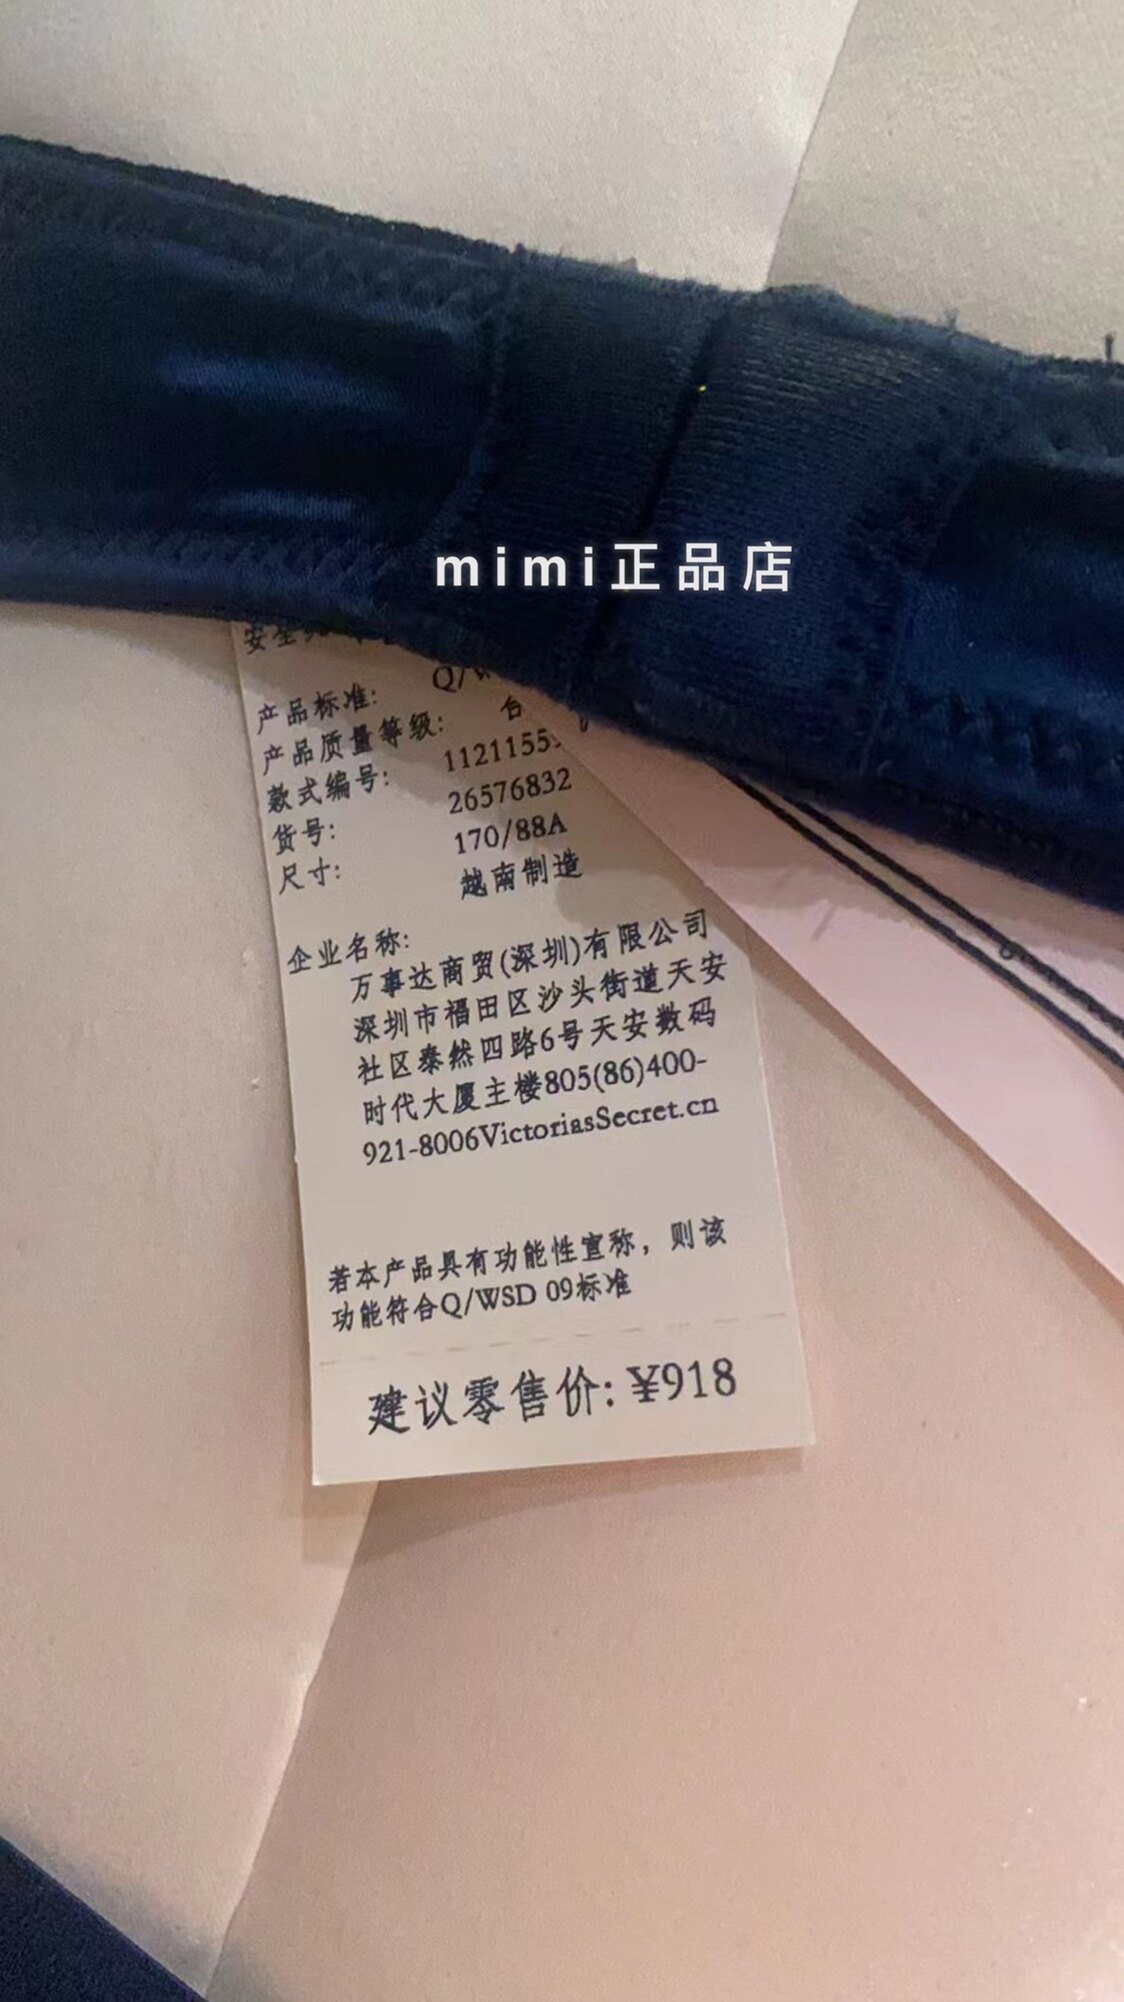 mimi正品店
产品标准:
产品质量等级:
款式编号:
26576832
货号:
170/88A
尺寸:
越南制造
企业名称:
万事达商贸(深圳)有限公司
深圳市福田区沙头街道天安
社区泰然四路6号天安数码
时代大厦主楼805(86)400-
921-8006VictoriasSecret.cn
若本产品具有功能性宣称，则该
功能符合Q/WSD 09标准
建议零售价: ¥918